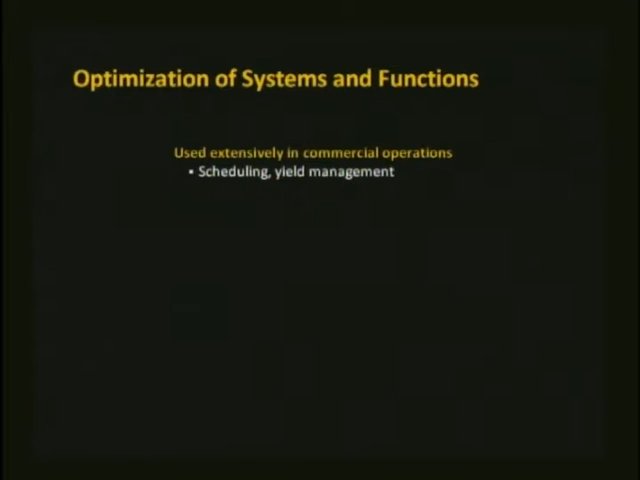 Optimization of Systems and Functions
Used extensively in commercial operations
▪ Scheduling, yield management